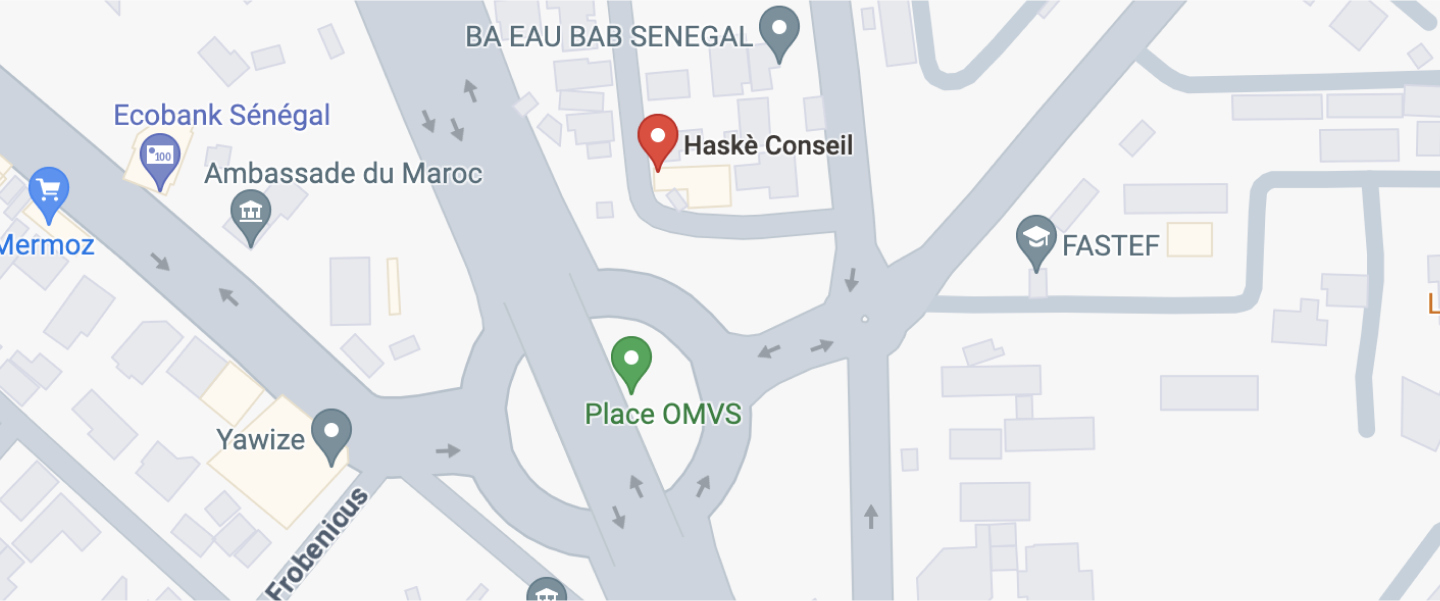 BA EAU BAB SENEGAL
Ecobank Sénégal
100
Haskè Conseil
Ambassade du Maroc
Mermoz
FASTEF
L
Place OMVS
Yawize
Frobenious